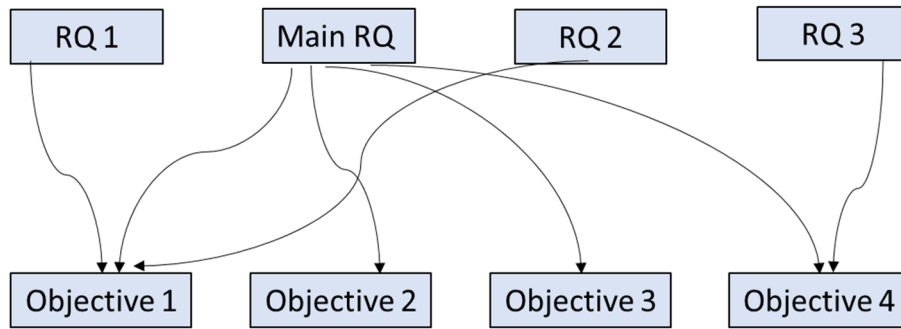 RQ 1
Main RQ
RQ 2
RQ 3
Objective 1
Objective 2
Objective 3
Objective 4